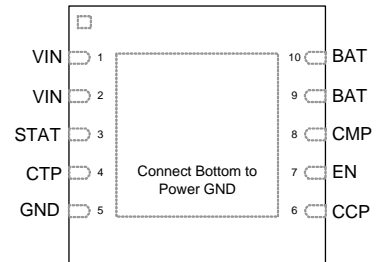 VIN 1
10 BAT
VIN 2
9 BAT
STAT 3
8 CMP
CTP 4
Connect Bottom to
Power GND
7 EN
GND 5
6 CCP